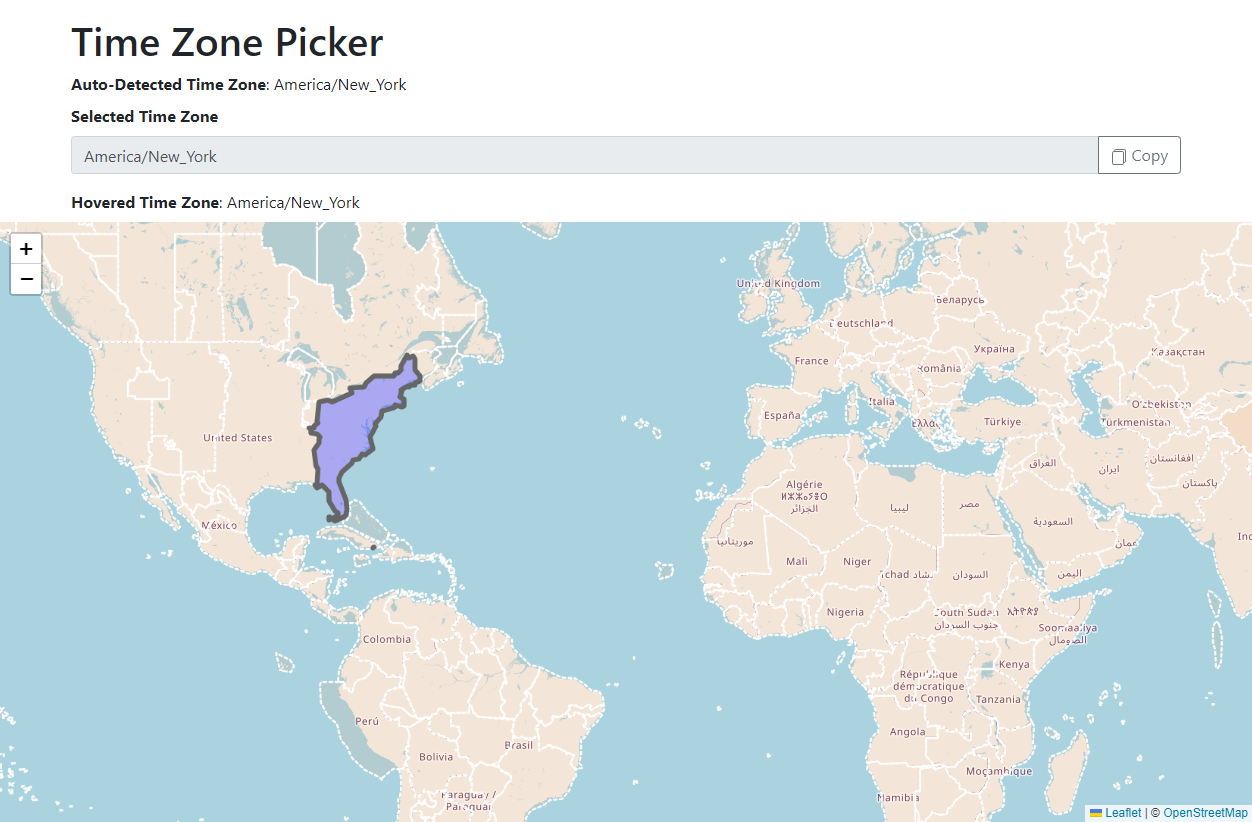 Time Zone Picker
Auto-Detected Time Zone: America/New_York
Selected Time Zone
America/New_York
Copy
Hovered Time Zone: America/New_York
+
−
United Kingdom
Беларусь
Deutschland
Україна
France
Қазақстан
România
Italia
Oʻzbekiston
España
Ελλάς
Türkiye
Türkmenistan
United States
العراق
ایران
افغانستان
پاکستان
Algérie
ⵍⵣⵣⴰⵢⴻⵔ
الجزائر
ليبيا
مصر
México
السعودية
موريتانيا
عمان
Mali
Niger
Tchad تشاد
السودان
اليمن
Nigeria
South Sudan
جنوب السودان
ኢትዮጵያ
Soomaaliya
الصومال
Colombia
Kenya
République
démocratique
du Congo
Tanzania
Perú
Angola
Brasil
Bolivia
Moçambique
Paraguay /
Paraguái
Namibia
Leaflet | © OpenStreetMap